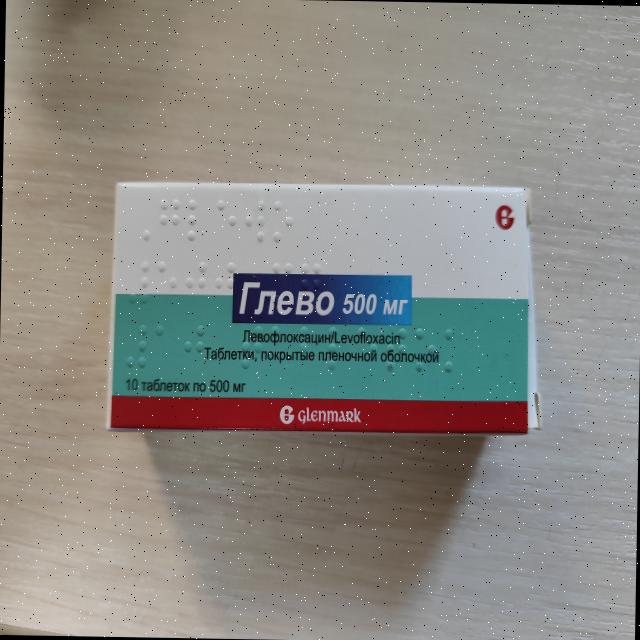 Глево 500 мг
Левофлоксацин/Levofloxacin
Таблетки, покрытые пленочной оболочкой
10 таблеток по 500 мг
glenmark